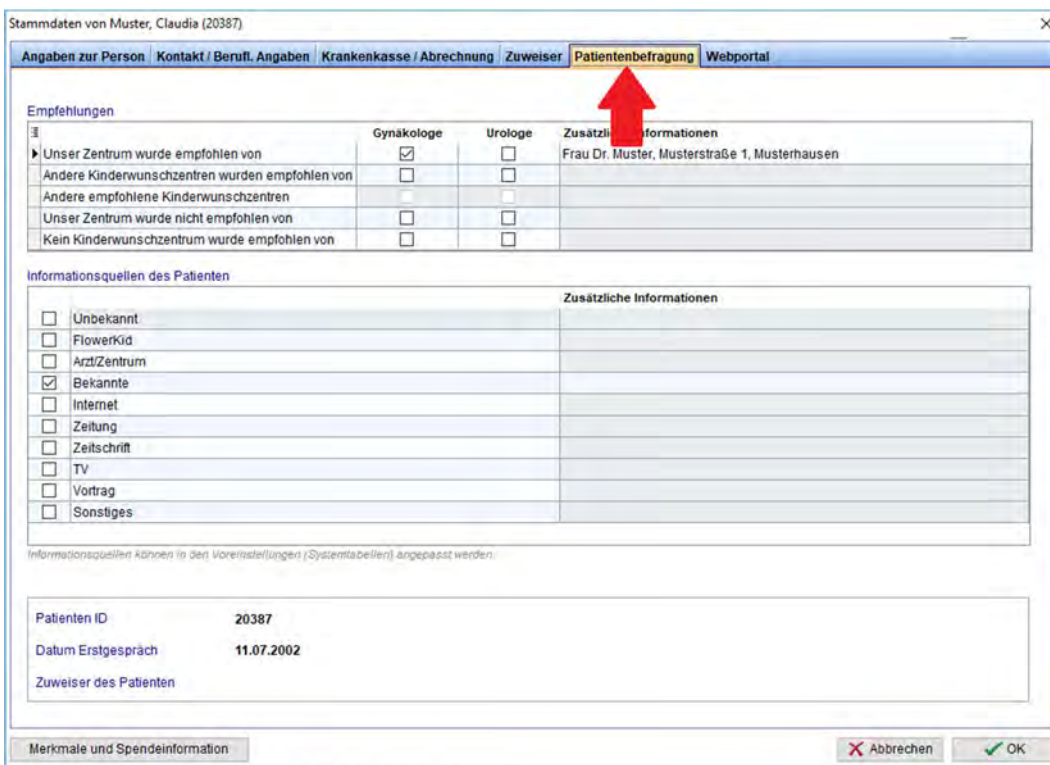 Stammdaten von Muster, Claudia (20387)
Angaben zur Person Kontakt / Berufl. Angaben Krankenkasse / Abrechnung Zuweiser Patientenbefragung Webportal
Empfehlungen
Gynäkologe Urologe Zusätzli nformationen
Unser Zentrum wurde empfohlen von Frau Dr. Muster, Musterstraße 1, Musterhausen
Andere Kinderwunschzentren wurden empfohlen von
Andere empfohlene Kinderwunschzentren
Unser Zentrum wurde nicht empfohlen von
Kein Kinderwunschzentrum wurde empfohlen von
Informationsquellen des Patienten
Zusätzliche Informationen
Unbekannt
FlowerKid
Arzt/Zentrum
Bekannte
Internet
Zeitung
Zeitschrift
TV
Vortrag
Sonstiges
Informationsquellen können in den Voreinstellungen (Systemtabellen) angepasst werden.
Patienten ID 20387
Datum Erstgespräch 11.07.2002
Zuweiser des Patienten
Merkmale und Spendeinformation Abbrechen OK